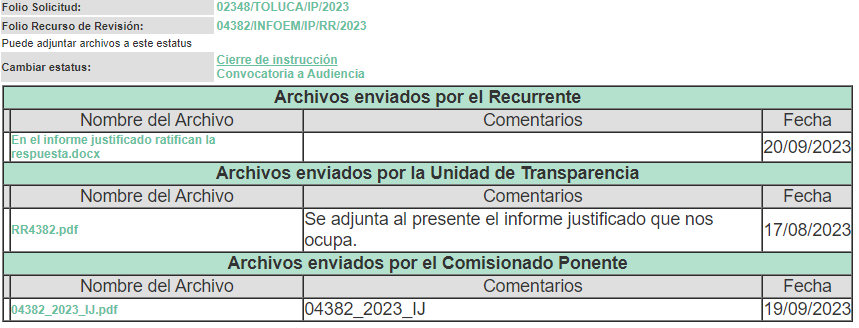 Folio Solicitud: 02348/TOLUCA/IP/2023
Folio Recurso de Revisión: 04382/INFOEM/IP/RR/2023
Puede adjuntar archivos a este estatus
Cambiar estatus: Cierre de instrucción
Convocatoria a Audiencia
Archivos enviados por el Recurrente
Nombre del Archivo Comentarios Fecha
En el informe justificado ratifican la
respuesta.docx 20/09/2023
Archivos enviados por la Unidad de Transparencia
Nombre del Archivo Comentarios Fecha
RR4382.pdf Se adjunta al presente el informe justificado que nos
ocupa. 17/08/2023
Archivos enviados por el Comisionado Ponente
Nombre del Archivo Comentarios Fecha
04382_2023_IJ.pdf 04382_2023_IJ 19/09/2023